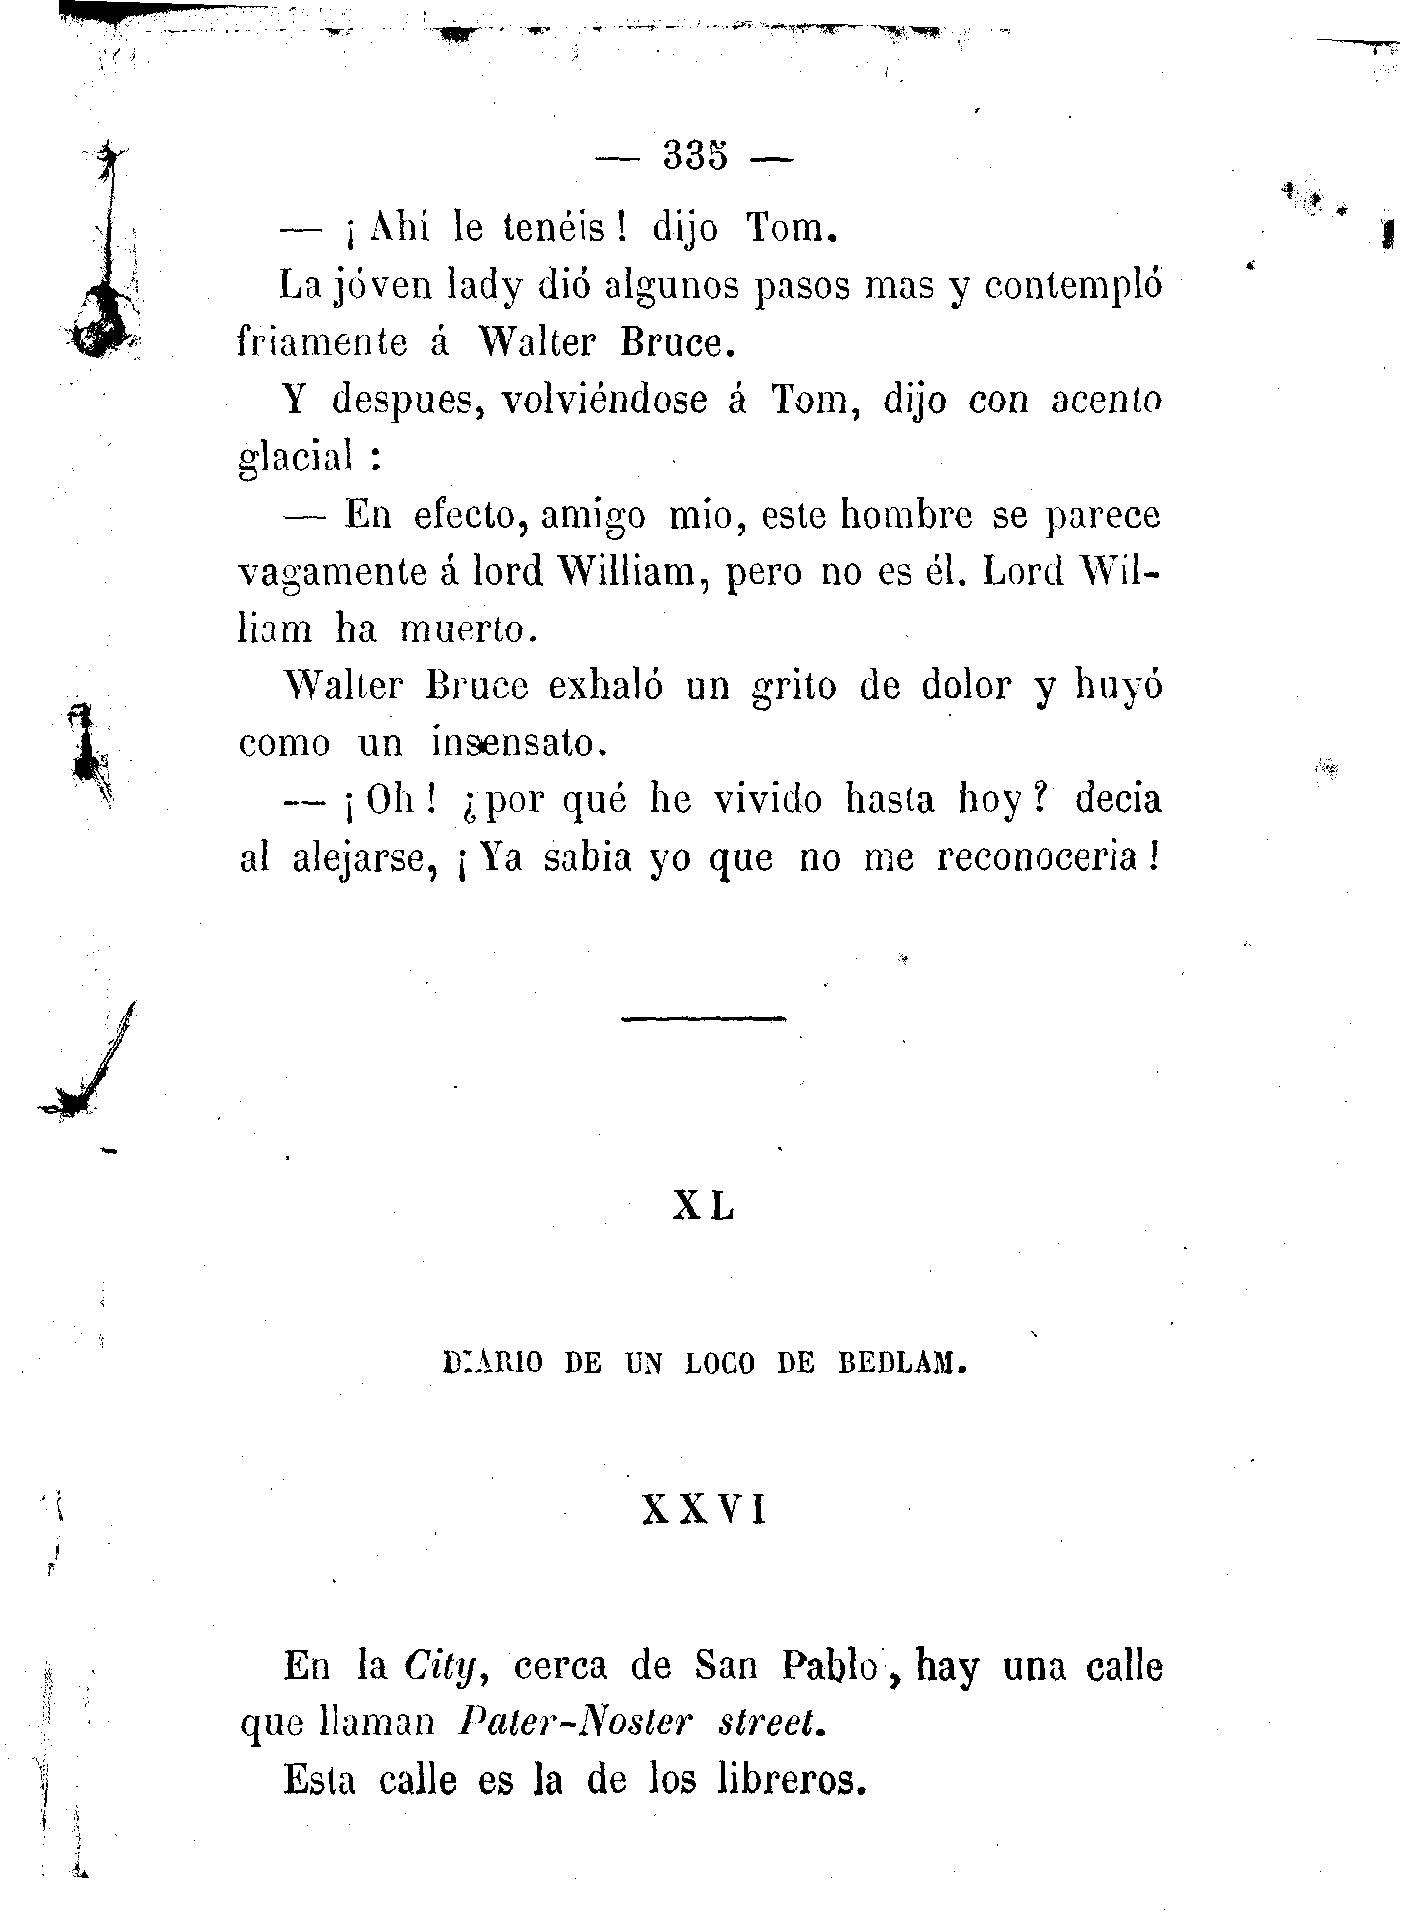 — 335 —
— ¡ Ahí le tenéis ! dijo Tom.
La jóven lady dió algunos pasos mas y contempló
friamente á Walter Bruce.
Y despues, volviéndose á Tom, dijo con acento
glacial :
— En efecto, amigo mio, este hombre se parece
vagamente á lord William, pero no es él. Lord Wil-
liam ha muerto.
Walter Bruce exhaló un grito de dolor y huyó
como un insensato.
— ¡ Oh ! ¿ por qué he vivido hasta hoy ? decia
al alejarse, ¡ Ya sabia yo que no me reconoceria !
XL
DIARIO DE UN LOCO DE BEDLAM.
XXVI
En la City, cerca de San Pablo, hay una calle
que llaman Pater-Noster street.
Esta calle es la de los libreros.